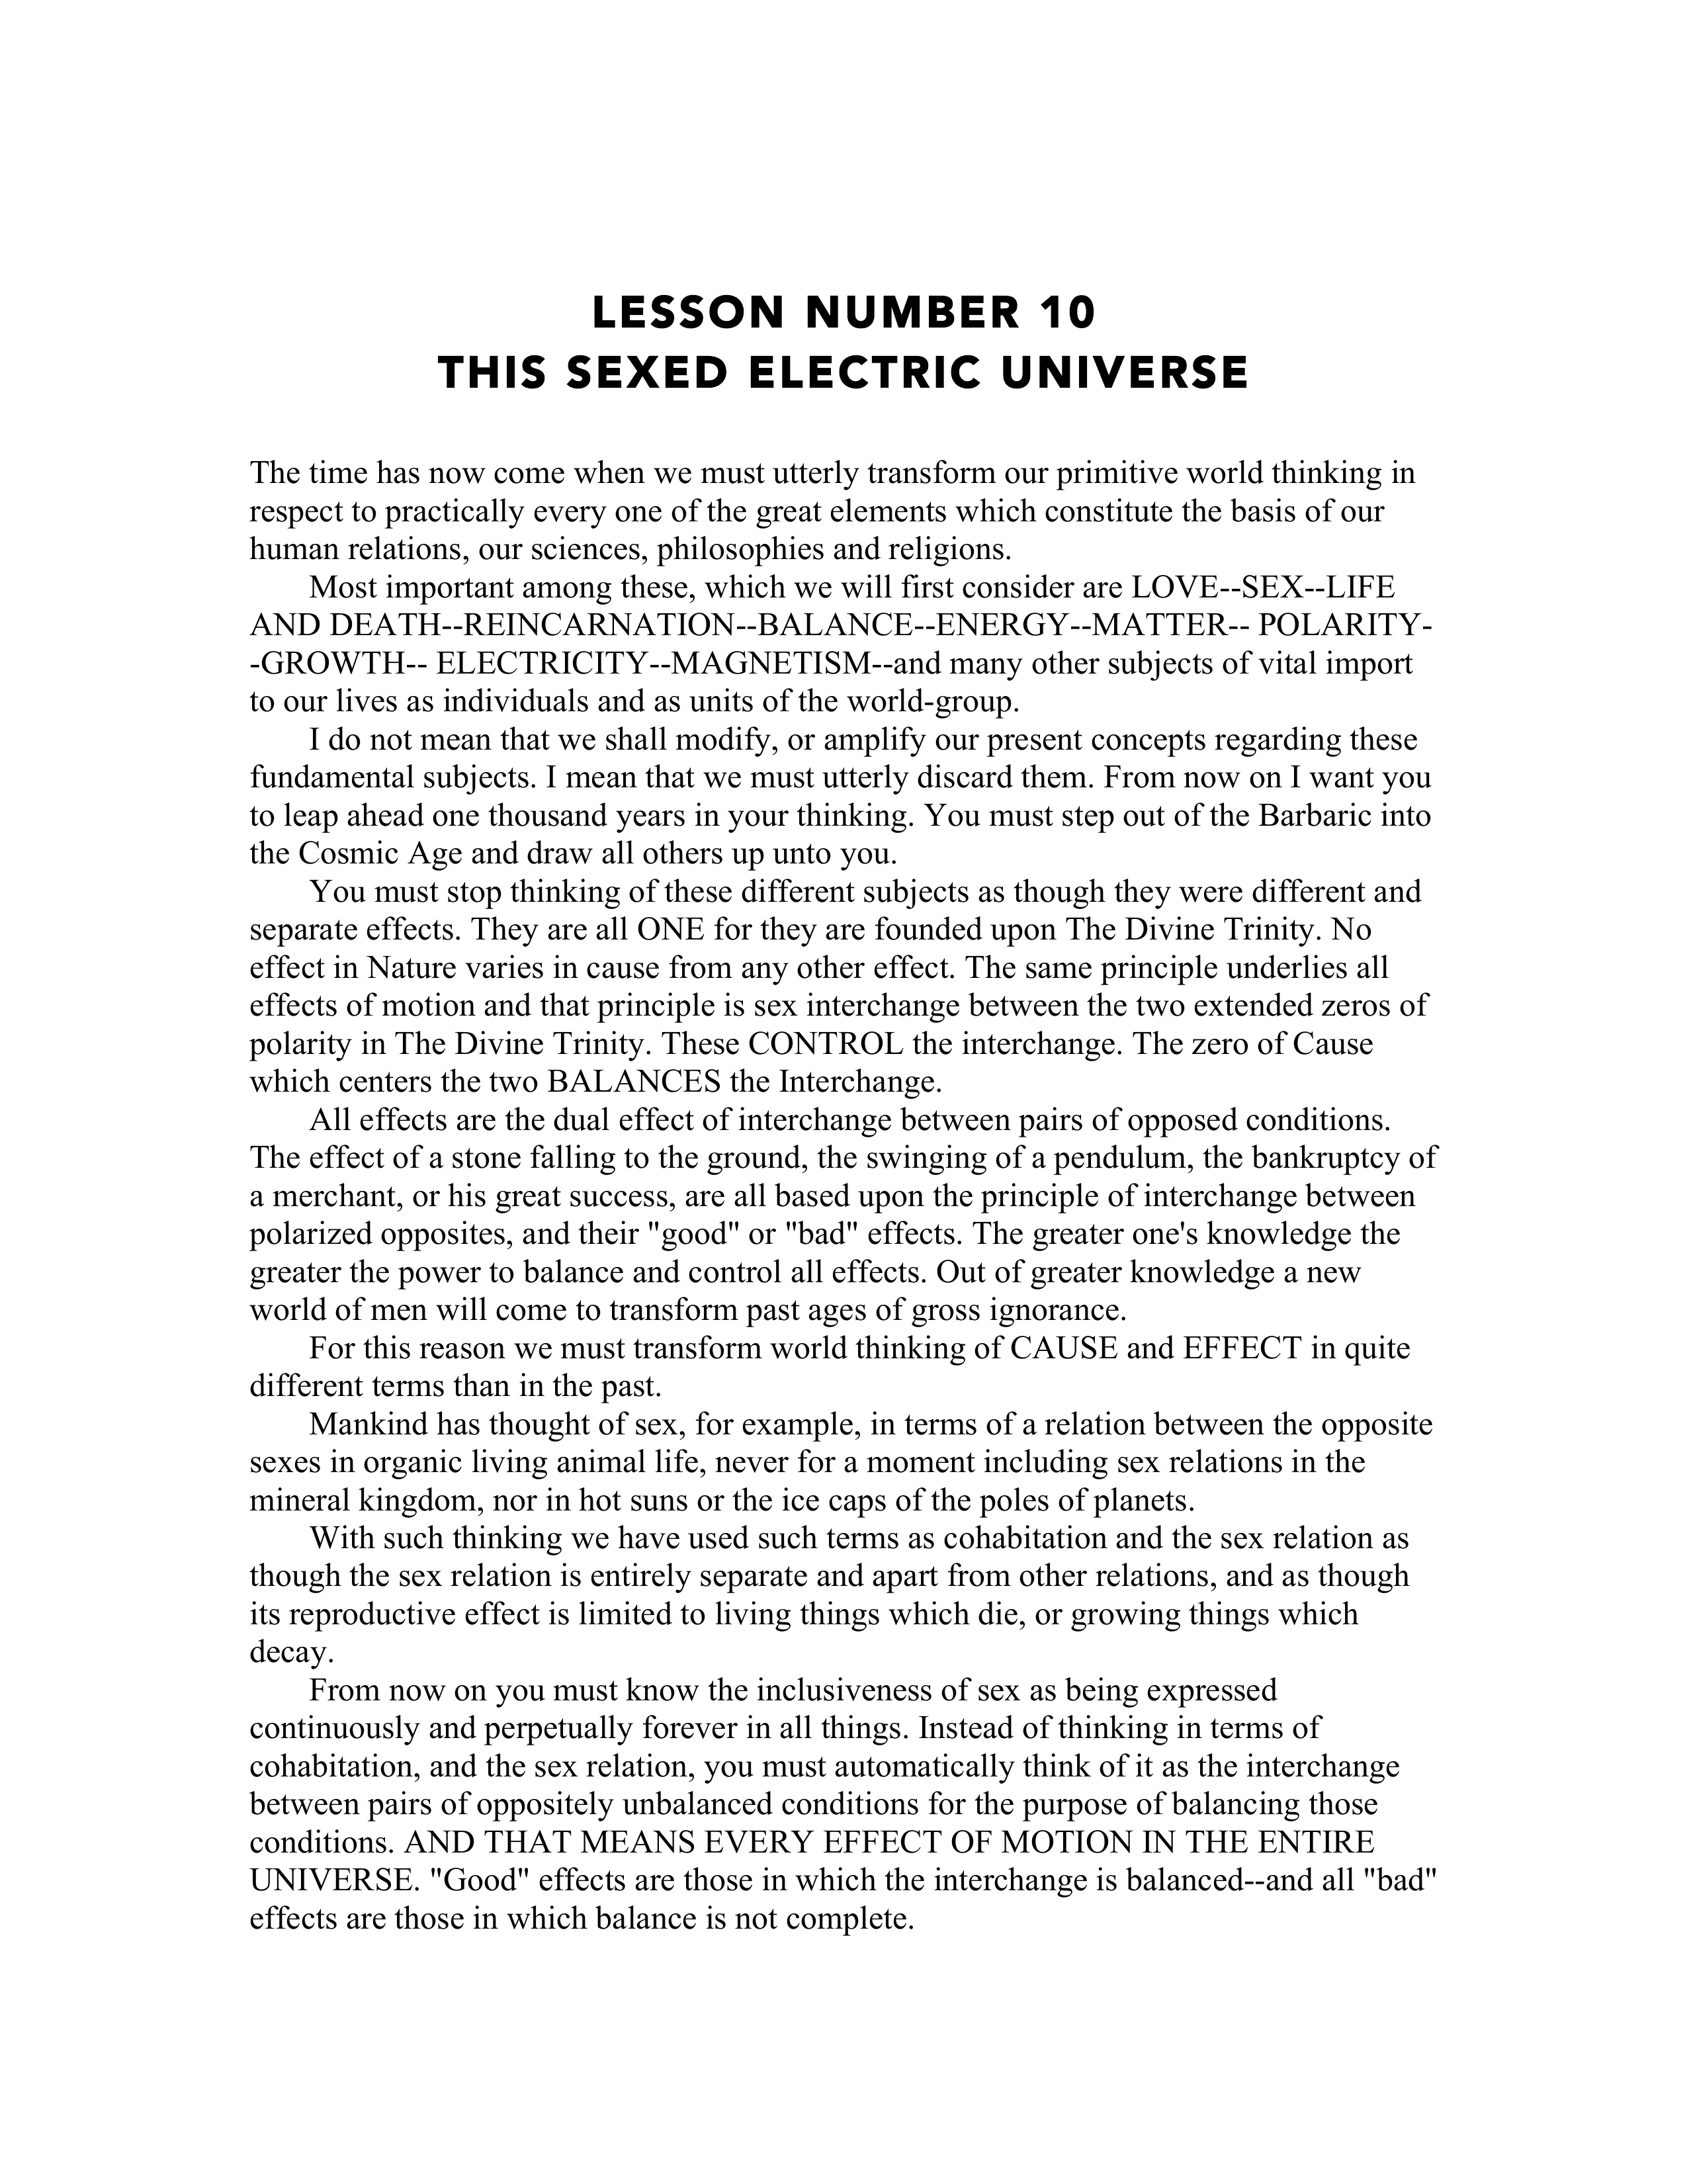 LESSON NUMBER 10
THIS SEXED ELECTRIC UNIVERSE
The time has now come when we must utterly transform our primitive world thinking in
respect to practically every one of the great elements which constitute the basis of our
human relations, our sciences, philosophies and religions.
Most important among these, which we will first consider are LOVE--SEX--LIFE
AND DEATH--REINCARNATION--BALANCE--ENERGY--MATTER-- POLARITY-
-GROWTH-- ELECTRICITY--MAGNETISM--and many other subjects of vital import
to our lives as individuals and as units of the world-group.
I do not mean that we shall modify, or amplify our present concepts regarding these
fundamental subjects. I mean that we must utterly discard them. From now on I want you
to leap ahead one thousand years in your thinking. You must step out of the Barbaric into
the Cosmic Age and draw all others up unto you.
You must stop thinking of these different subjects as though they were different and
separate effects. They are all ONE for they are founded upon The Divine Trinity. No
effect in Nature varies in cause from any other effect. The same principle underlies all
effects of motion and that principle is sex interchange between the two extended zeros of
polarity in The Divine Trinity. These CONTROL the interchange. The zero of Cause
which centers the two BALANCES the Interchange.
All effects are the dual effect of interchange between pairs of opposed conditions.
The effect of a stone falling to the ground, the swinging of a pendulum, the bankruptcy of
a merchant, or his great success, are all based upon the principle of interchange between
polarized opposites, and their "good" or "bad" effects. The greater one's knowledge the
greater the power to balance and control all effects. Out of greater knowledge a new
world of men will come to transform past ages of gross ignorance.
For this reason we must transform world thinking of CAUSE and EFFECT in quite
different terms than in the past.
Mankind has thought of sex, for example, in terms of a relation between the opposite
sexes in organic living animal life, never for a moment including sex relations in the
mineral kingdom, nor in hot suns or the ice caps of the poles of planets.
With such thinking we have used such terms as cohabitation and the sex relation as
though the sex relation is entirely separate and apart from other relations, and as though
its reproductive effect is limited to living things which die, or growing things which
decay.
From now on you must know the inclusiveness of sex as being expressed
continuously and perpetually forever in all things. Instead of thinking in terms of
cohabitation, and the sex relation, you must automatically think of it as the interchange
between pairs of oppositely unbalanced conditions for the purpose of balancing those
conditions. AND THAT MEANS EVERY EFFECT OF MOTION IN THE ENTIRE
UNIVERSE. "Good" effects are those in which the interchange is balanced--and all "bad"
effects are those in which balance is not complete.